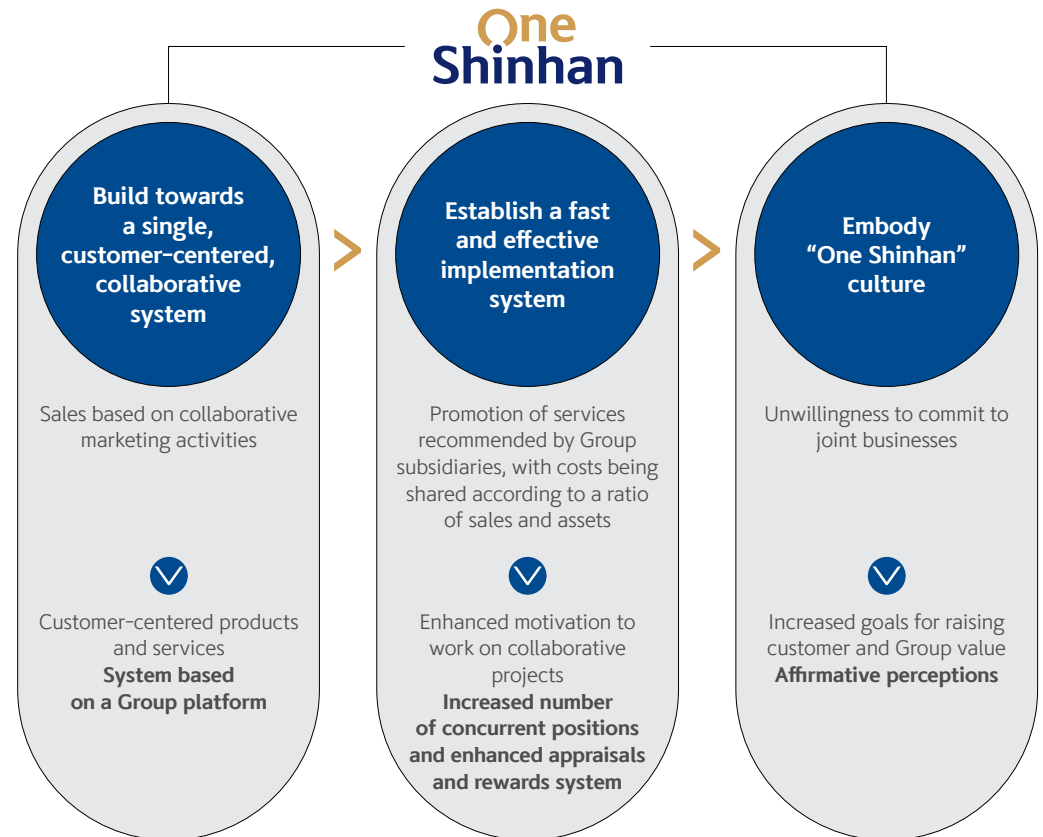 One
Shinhan
Build towards
a single,
customer-centered,
collaborative
system
Sales based on collaborative
marketing activities
Customer-centered products
and services
System based
on a Group platform
Establish a fast
and effective
implementation
system
Promotion of services
recommended by Group
subsidiaries, with costs being
shared according to a ratio
of sales and assets
Enhanced motivation to
work on collaborative
projects
Increased number
of concurrent positions
and enhanced appraisals
and rewards system
Embody
“One Shinhan”
culture
Unwillingness to commit to
joint businesses
Increased goals for raising
customer and Group value
Affirmative perceptions